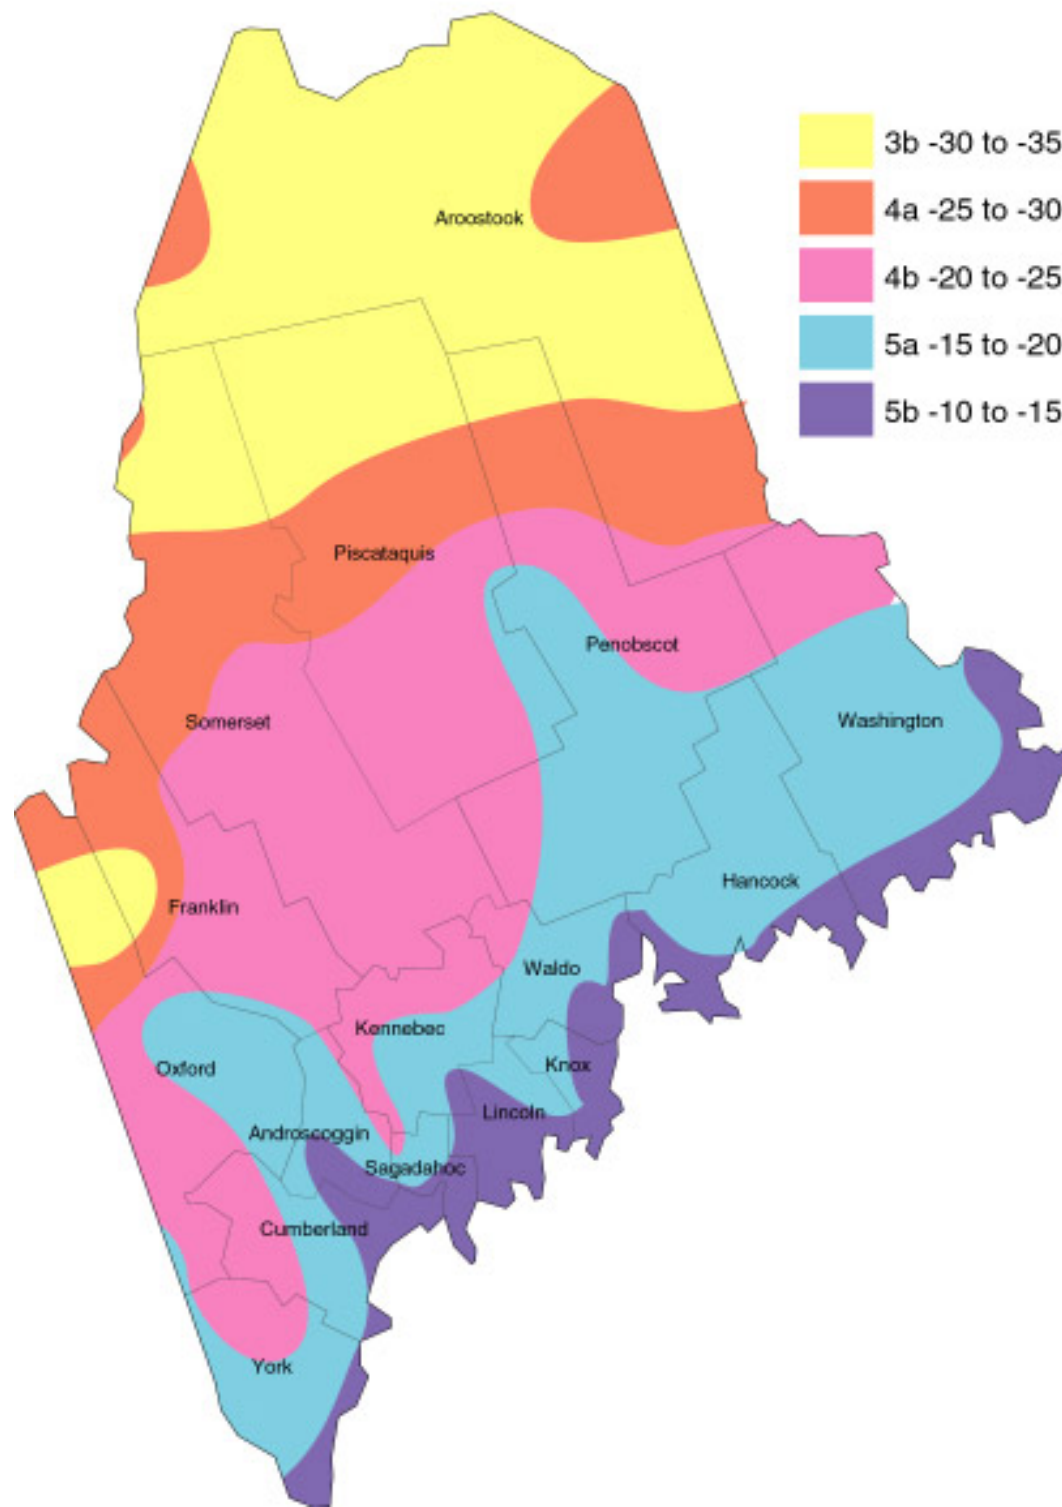 3b -30 to -35
4a -25 to -30
4b -20 to -25
5a -15 to -20
5b -10 to -15
Aroostook
Piscataquis
Penobscot
Somerset
Washington
Hancock
Franklin
Waldo
Kennebec
Oxford
Knox
Lincoln
Androscoggin
Sagadahoc
Cumberland
York